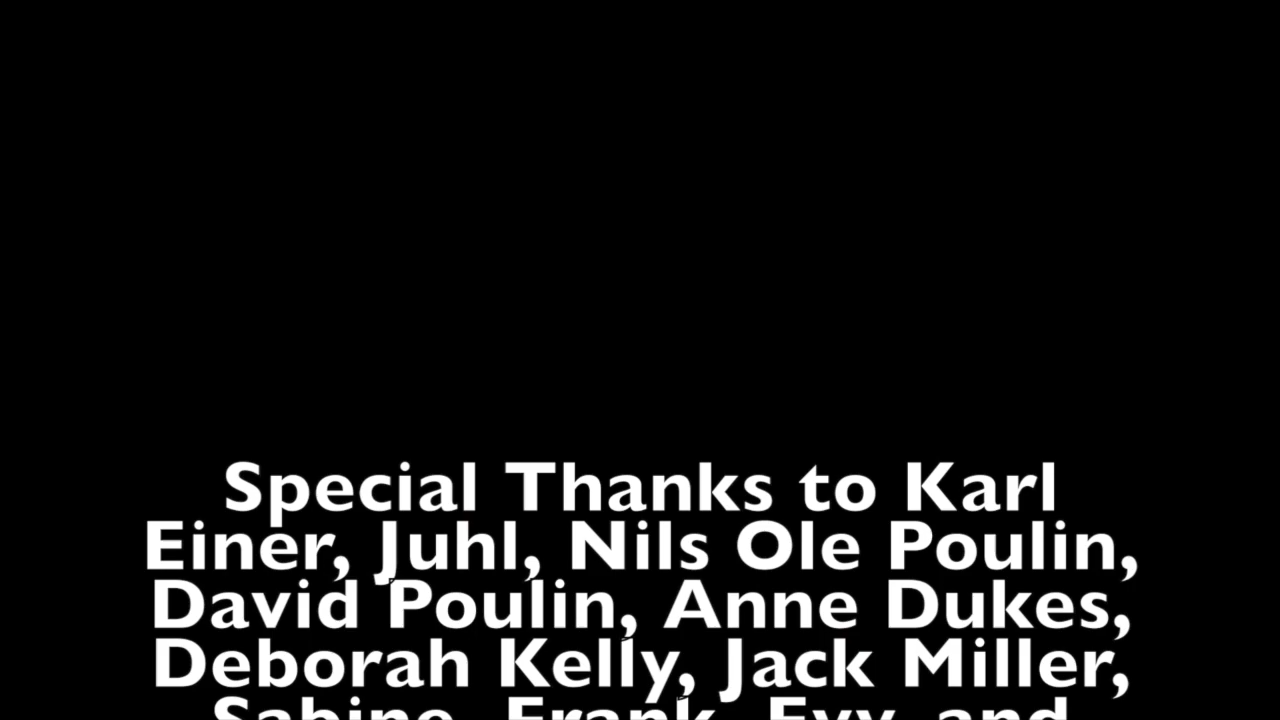 Special Thanks to Karl
Einer, Juhl, Nils Ole Poulin,
David Poulin, Anne Dukes,
Deborah Kelly, Jack Miller,
Sabine, Frank, Evy, and